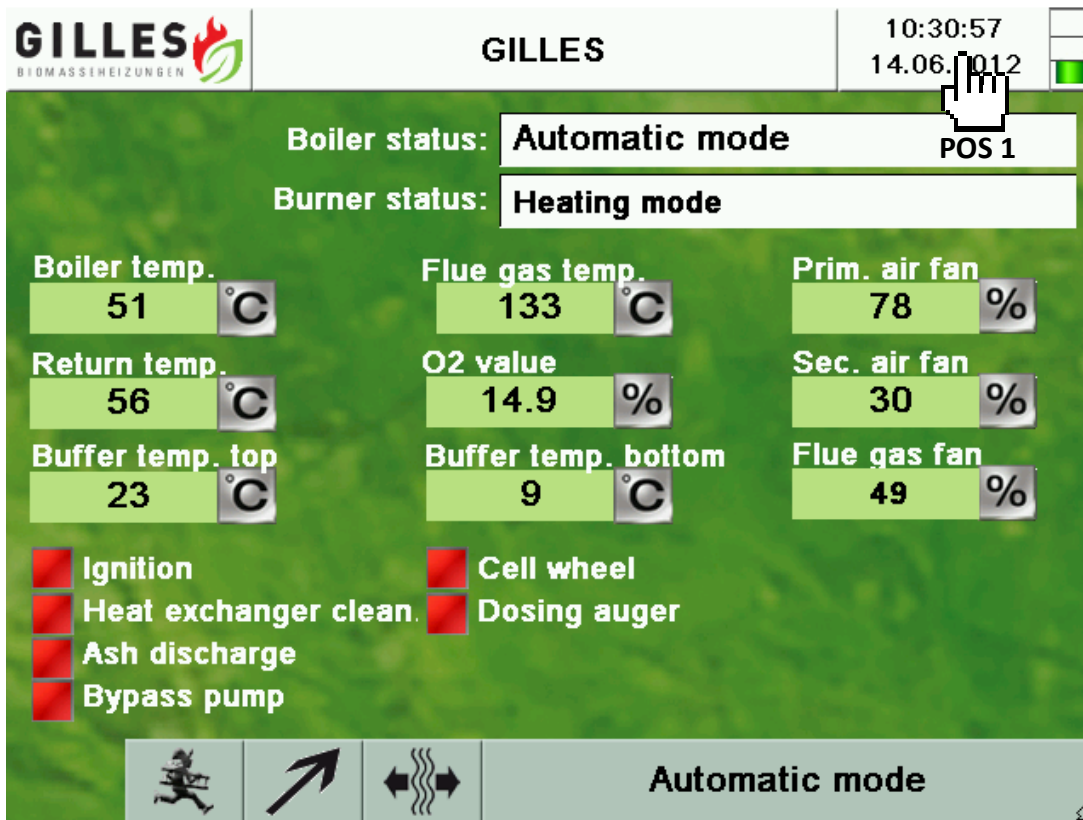 GILLES
BIOMASSEHEIZUNGEN
GILLES
10:30:57
14.06.2012
POS 1
Boiler status: Automatic mode
Burner status: Heating mode
Boiler temp. Flue gas temp. Prim. air fan
51 °C 133 °C 78 %
Return temp. O2 value Sec. air fan
56 °C 14.9 % 30 %
Buffer temp. top Buffer temp. bottom Flue gas fan
23 °C 9 °C 49 %
Ignition Cell wheel
Heat exchanger clean. Dosing auger
Ash discharge
Bypass pump
Automatic mode